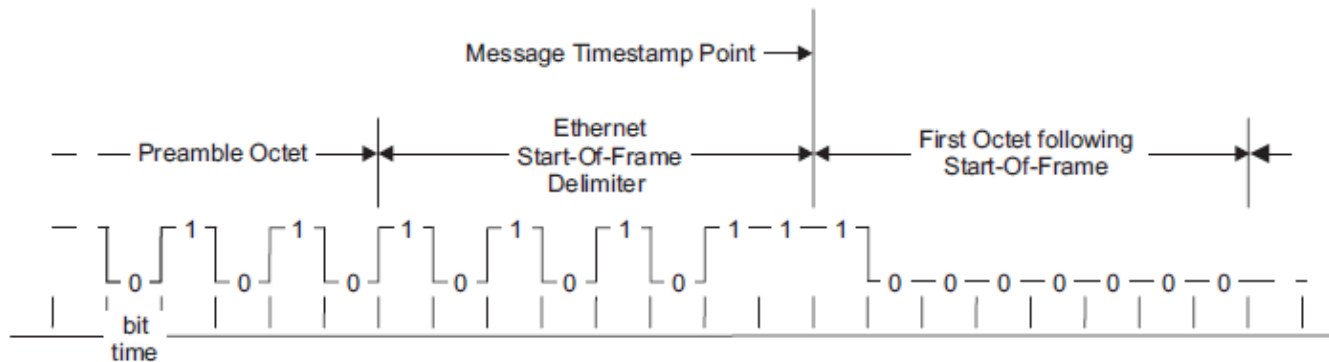 Message Timestamp Point
Preamble Octet
Ethernet
Start-Of-Frame
Delimiter
First Octet following
Start-Of-Frame
1 1 1 1 1 1 1 1
0 0 0 0 0 0 0 0 0 0 0 0 0
bit
time